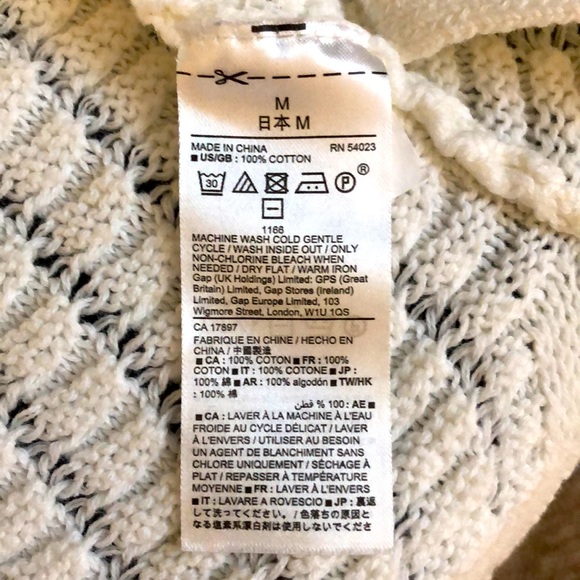 M
日本 M
MADE IN CHINA RN 54023
■ US/GB : 100% COTTON
30 P ®
1166
MACHINE WASH COLD GENTLE
CYCLE / WASH INSIDE OUT / ONLY
NON-CHLORINE BLEACH WHEN
NEEDED / DRY FLAT / WARM IRON
Gap (UK Holdings) Limited: GPS (Great
Britain) Limited, Gap Stores (Ireland)
Limited, Gap Europe Limited, 103
Wigmore Street, London, W1U 1QS
CA 17897
FABRIQUE EN CHINE / HECHO EN
CHINA / 中國製造
■ CA : 100% COTON ■ FR : 100%
COTON ■ IT : 100% COTONE ■ JP :
100% 綿 ■ AR : 100% algodón ■ TW/HK
: 100% 棉
■ AE : 100 % قطن
■ CA : LAVER À LA MACHINE À L'EAU
FROIDE AU CYCLE DÉLICAT / LAVER
À L'ENVERS / UTILISER AU BESOIN
UN AGENT DE BLANCHIMENT SANS
CHLORE UNIQUEMENT / SÉCHAGE À
PLAT / REPASSER À TEMPÉRATURE
MOYENNE ■ FR : LAVER À L'ENVERS
■ IT : LAVARE A ROVESCIO ■ JP : 裏返
して洗ってください。 / 色落ちの原因と
なる塩素系漂白剤は使用しないでくださ